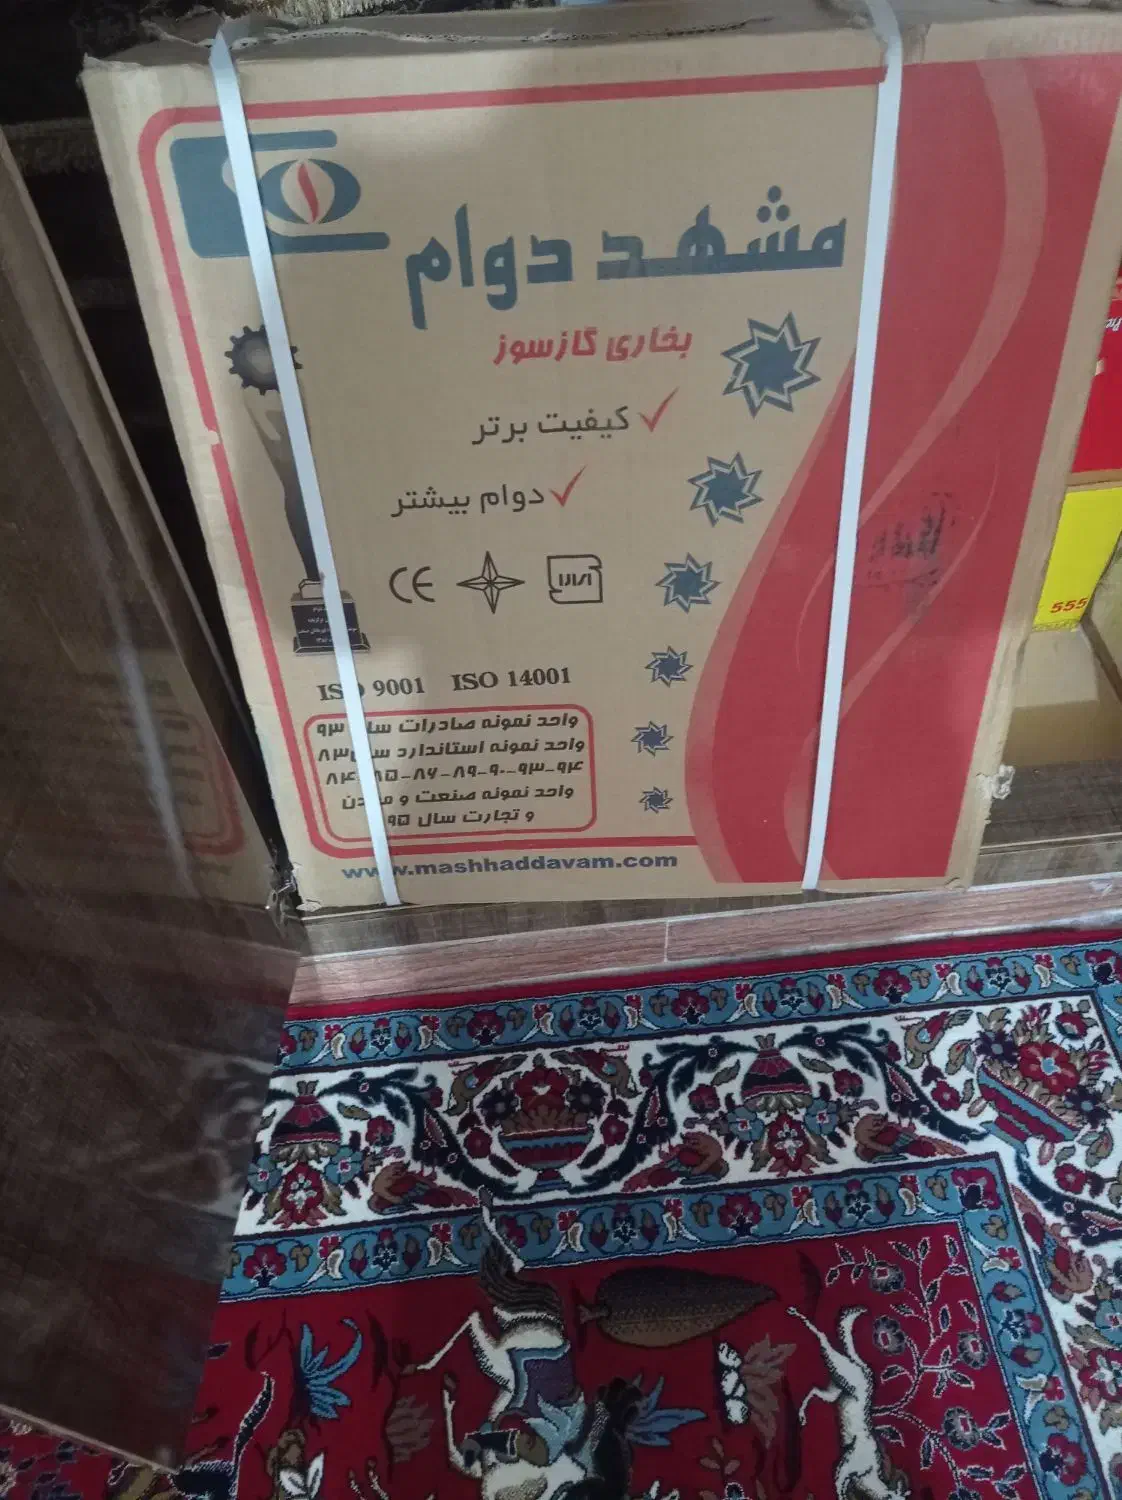 مشهد دوام
بخاری گازسوز
کیفیت برتر
دوام بیشتر
CE
ISO 9001 ISO 14001
واحد نمونه صادرات سال ۹۳
واحد نمونه استاندارد سال ۸۳
۸۴-۸۵-۸۶-۸۹-۹۰-۹۳-۹۴
واحد نمونه صنعت و معدن
و تجارت سال ۹۵
www.mashhaddavam.com
555